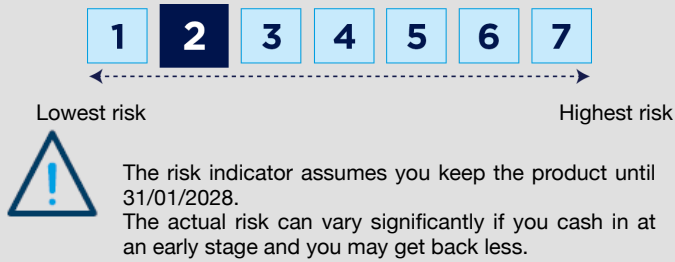 1 2 3 4 5 6 7
Lowest risk Highest risk
The risk indicator assumes you keep the product until
31/01/2028.
The actual risk can vary significantly if you cash in at
an early stage and you may get back less.